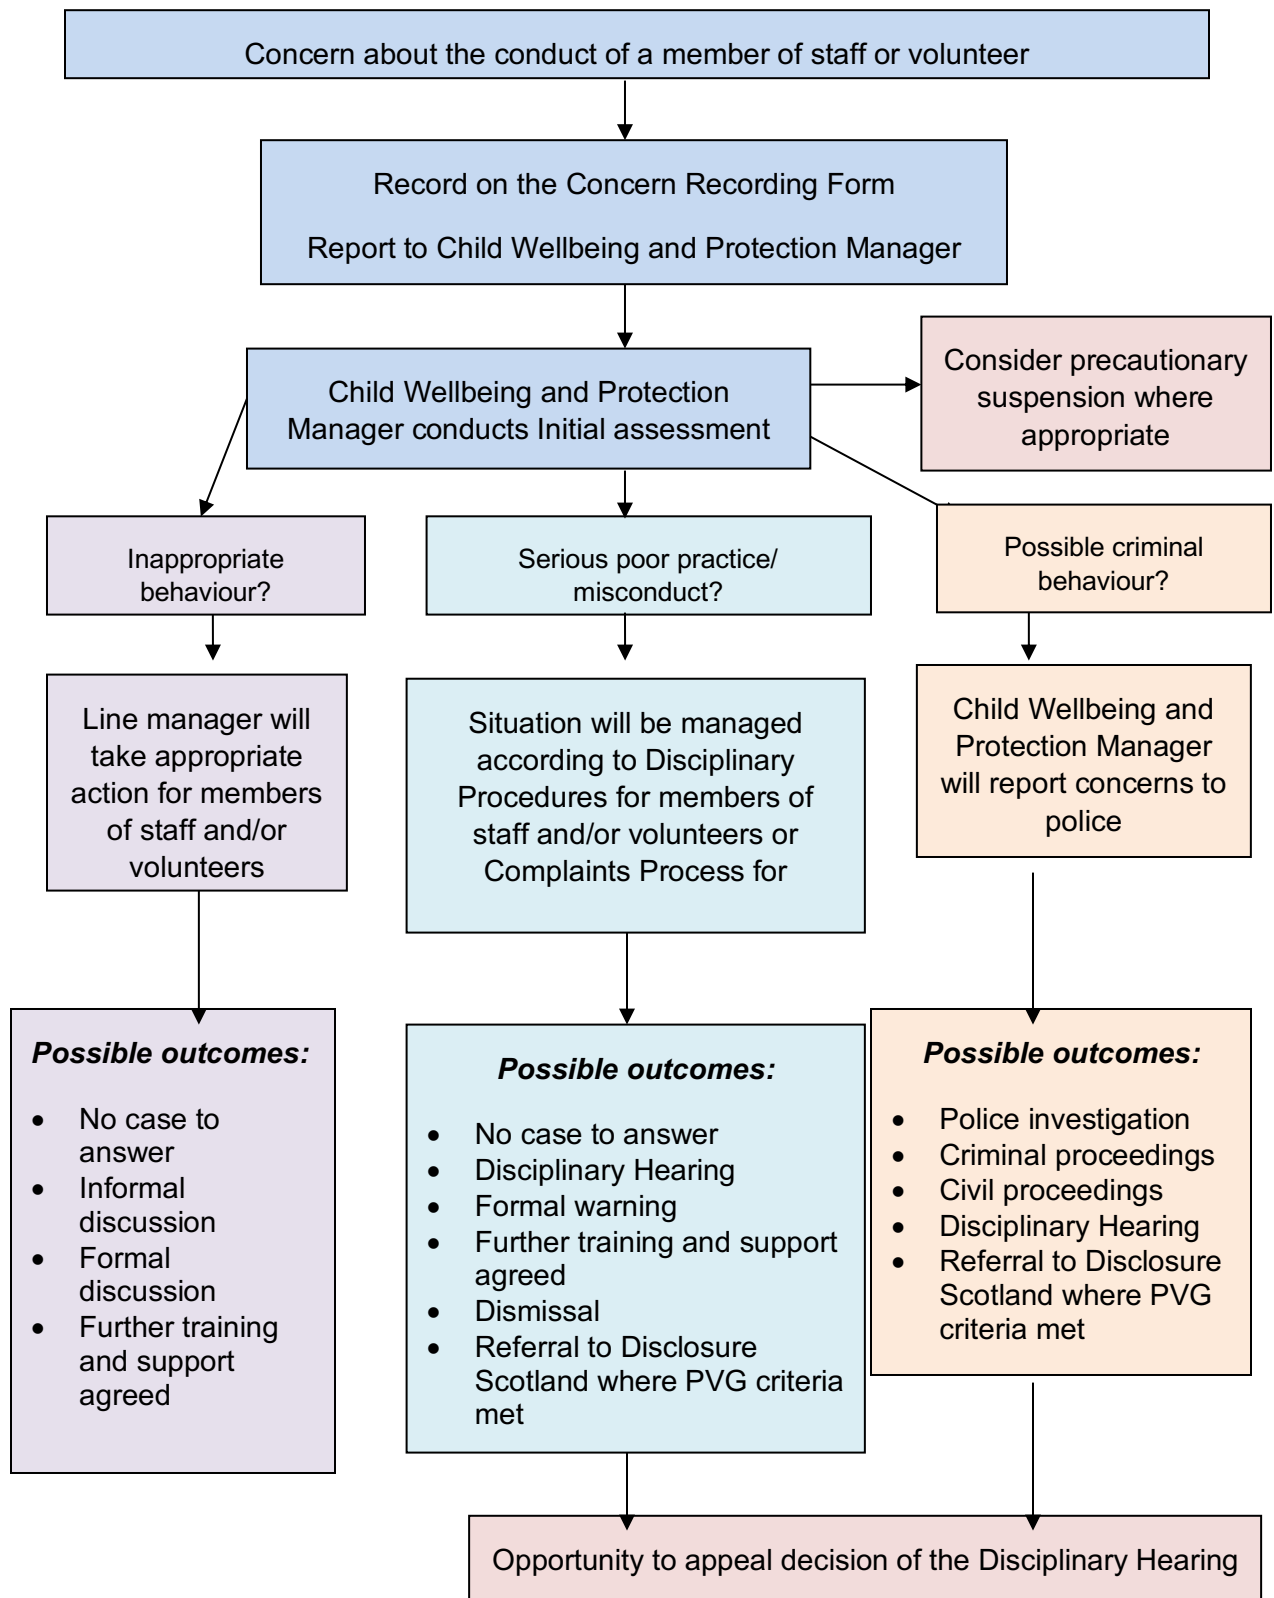 Concern about the conduct of a member of staff or volunteer
Record on the Concern Recording Form
Report to Child Wellbeing and Protection Manager
Child Wellbeing and Protection
Manager conducts Initial assessment
Consider precautionary
suspension where
appropriate
Inappropriate
behaviour?
Serious poor practice/
misconduct?
Possible criminal
behaviour?
Line manager will
take appropriate
action for members
of staff and/or
volunteers
Situation will be managed
according to Disciplinary
Procedures for members of
staff and/or volunteers or
Complaints Process for
Child Wellbeing and
Protection Manager
will report concerns to
police
Possible outcomes:
• No case to
answer
• Informal
discussion
• Formal
discussion
• Further training
and support
agreed
Possible outcomes:
• No case to answer
• Disciplinary Hearing
• Formal warning
• Further training and support
agreed
• Dismissal
• Referral to Disclosure
Scotland where PVG criteria
met
Possible outcomes:
• Police investigation
• Criminal proceedings
• Civil proceedings
• Disciplinary Hearing
• Referral to Disclosure
Scotland where PVG
criteria met
Opportunity to appeal decision of the Disciplinary Hearing